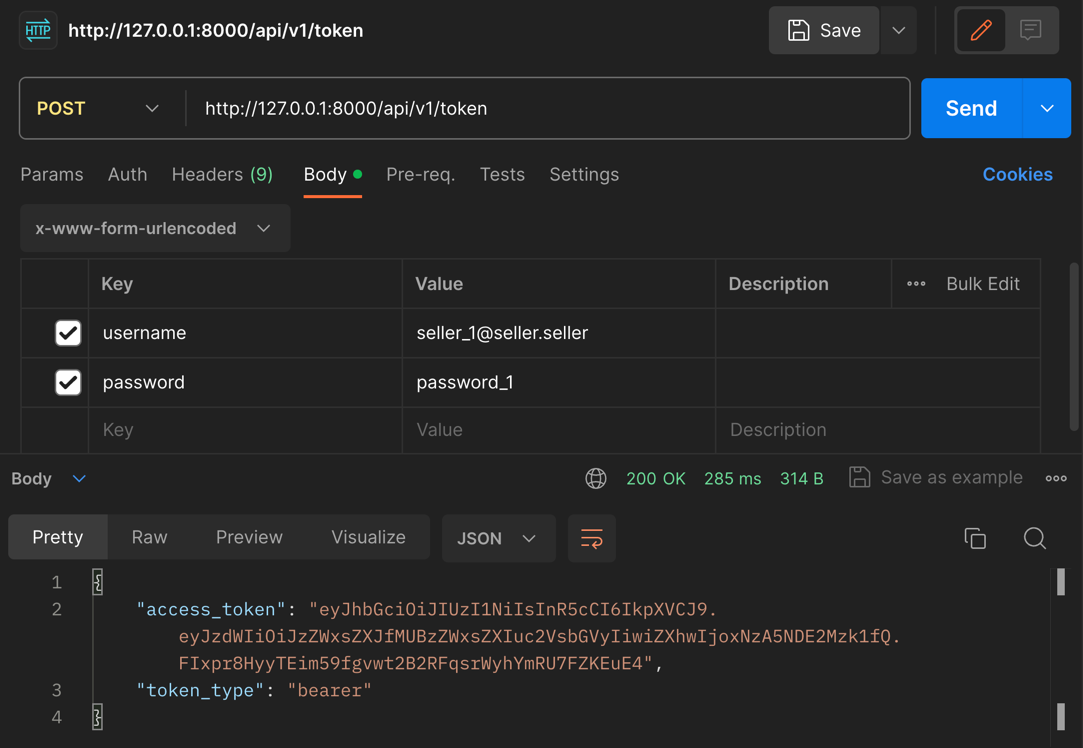 HTTP http://127.0.0.1:8000/api/v1/token Save
POST http://127.0.0.1:8000/api/v1/token Send
Params Auth Headers (9) Body Pre-req. Tests Settings Cookies
x-www-form-urlencoded
Key Value Description Bulk Edit
username seller_1@seller.seller
password password_1
Key Value Description
Body 200 OK 285 ms 314 B Save as example
Pretty Raw Preview Visualize JSON
1 {
2 "access_token": "eyJhbGciOiJIUzI1NiIsInR5cCI6IkpXVCJ9.
eyJzdWIiOiJzZWxsZXJfMUBzZWxsZXIuc2VsbGVyIiwiZXhwIjoxNzA5NDE2Mzk1fQ.
FIxpr8HyyTEim59fgvwt2B2RFqsrWyhYmRU7FZKEuE4",
3 "token_type": "bearer"
4 }